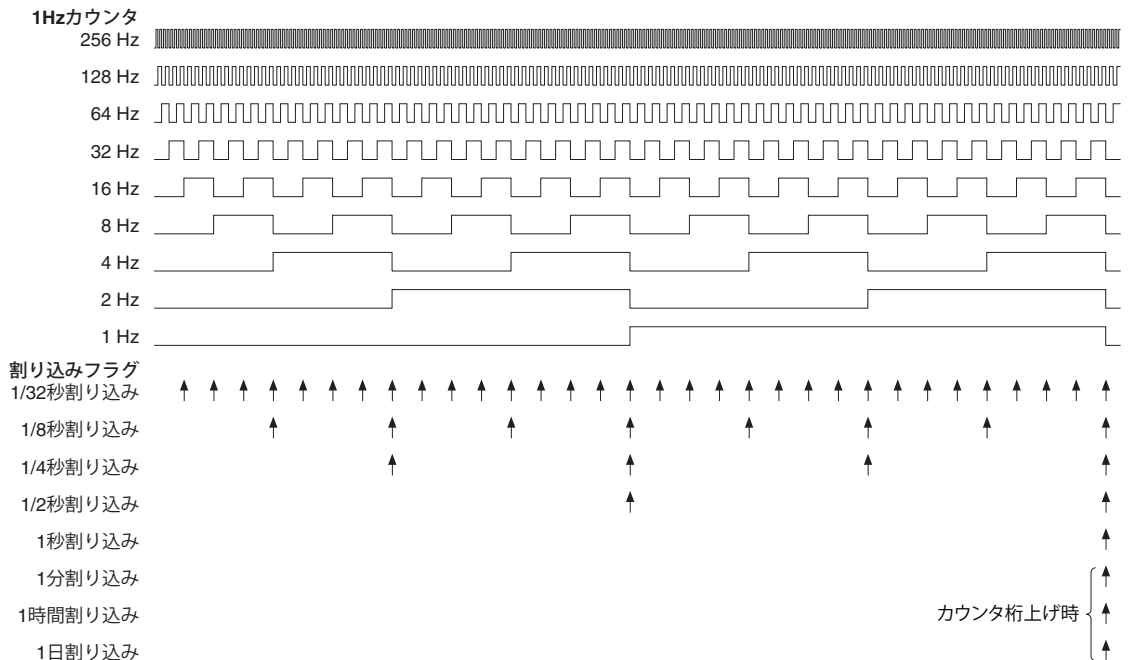 1Hzカウンタ
256 Hz
128 Hz
64 Hz
32 Hz
16 Hz
8 Hz
4 Hz
2 Hz
1 Hz
割り込みフラグ
1/32秒割り込み
1/8秒割り込み
1/4秒割り込み
1/2秒割り込み
1秒割り込み
1分割り込み
1時間割り込み
カウンタ桁上げ時
1日割り込み